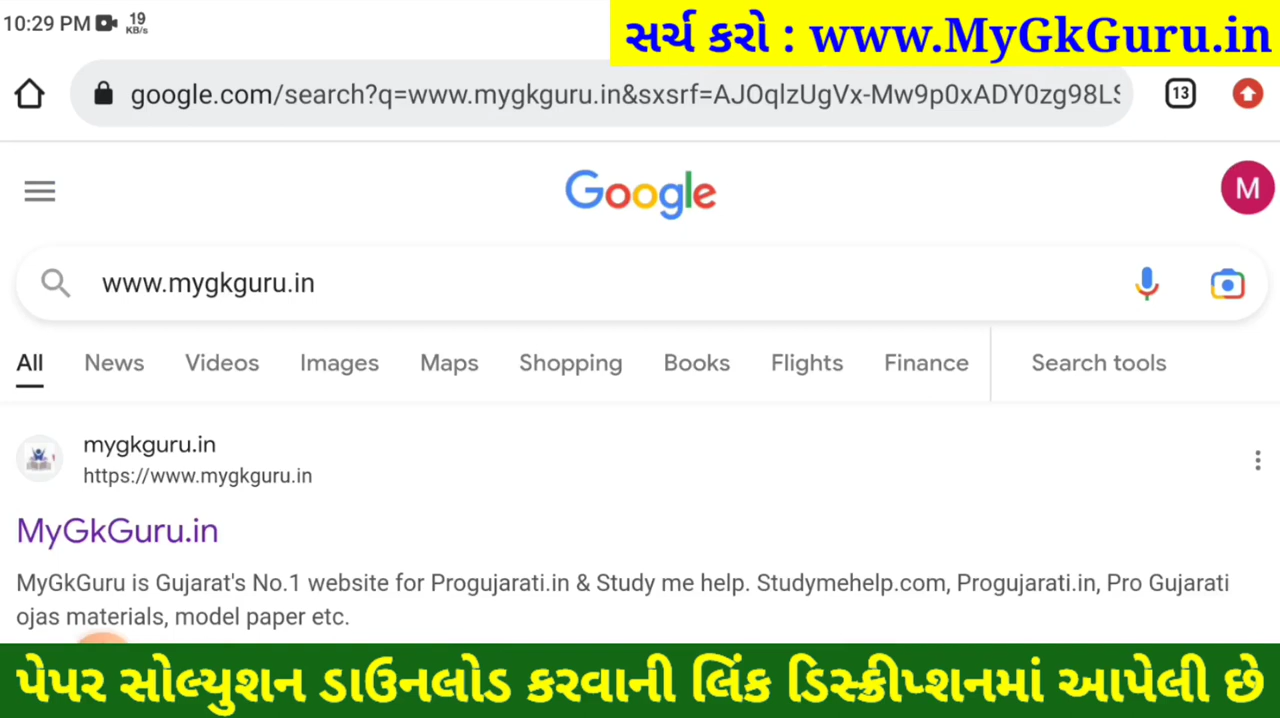 10:29 PM 19 KB/s
સર્ચ કરો : www.MyGkGuru.in
google.com/search?q=www.mygkguru.in&sxsrf=AJOqlzUgVx-Mw9p0xADY0zg98LS
13
Google
M
www.mygkguru.in
All News Videos Images Maps Shopping Books Flights Finance Search tools
mygkguru.in
https://www.mygkguru.in
MyGkGuru.in
MyGkGuru is Gujarat's No.1 website for Progujarati.in & Study me help. Studymehelp.com, Progujarati.in, Pro Gujarati
ojas materials, model paper etc.
પેપર સોલ્યુશન ડાઉનલોડ કરવાની લિંક ડિસ્ક્રીપ્શનમાં આપેલી છે